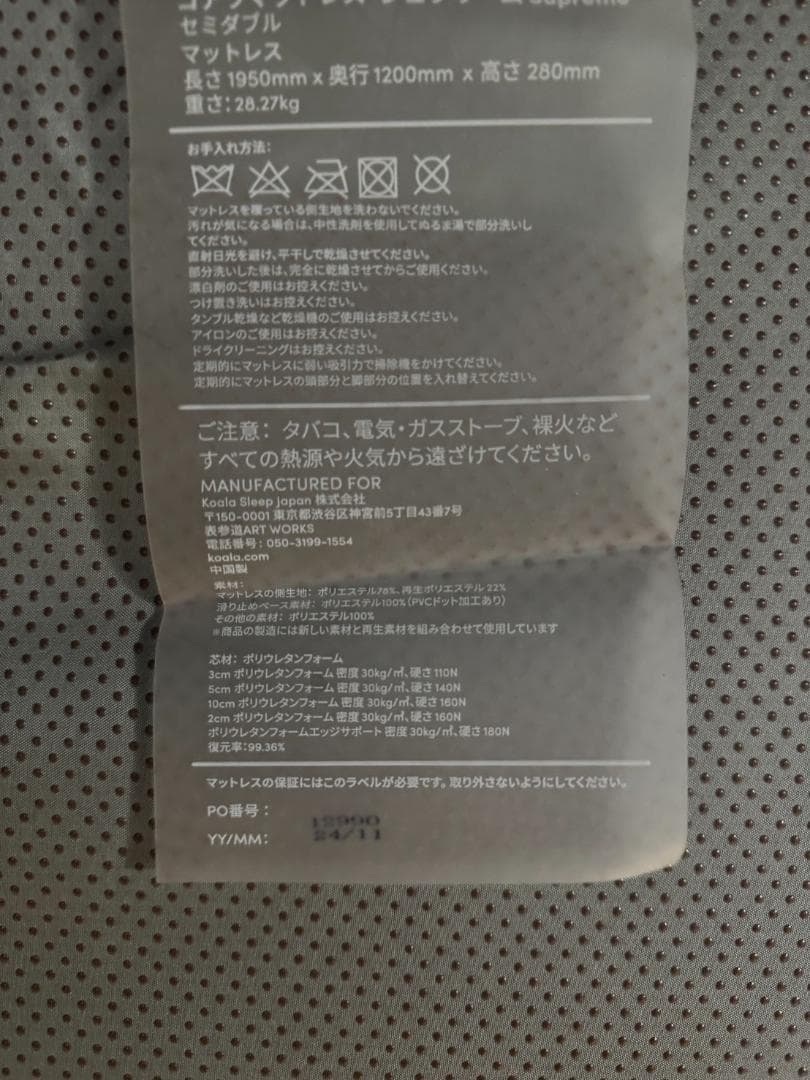 コアラマットレス Supreme
セミダブル
マットレス
長さ 1950mm x 奥行 1200mm x 高さ 280mm
重さ: 28.27kg
お手入れ方法:
マットレスを覆っている側生地を洗わないでください。
汚れが気になる場合は、中性洗剤を使用してぬるま湯で部分洗いし
てください。
直射日光を避け、平干しで乾燥させてください。
部分洗いした後は、完全に乾燥させてからご使用ください。
漂白剤のご使用はお控えください。
つけ置き洗いはお控えください。
タンブル乾燥など乾燥機のご使用はお控えください。
アイロンのご使用はお控えください。
ドライクリーニングはお控えください。
定期的にマットレスに弱い吸引力で掃除機をかけてください。
定期的にマットレスの頭部分と脚部分の位置を入れ替えてください。
ご注意: タバコ、電気・ガスストーブ、裸火など
すべての熱源や火気から遠ざけてください。
MANUFACTURED FOR
Koala Sleep Japan 株式会社
〒150-0001 東京都渋谷区神宮前5丁目43番7号
表参道ART WORKS
電話番号: 050-3199-1554
koala.com
中国製
素材:
マットレスの側生地: ポリエステル78%、再生ポリエステル 22%
滑り止めベース素材: ポリエステル100% (PVCドット加工あり)
その他の素材: ポリエステル100%
※商品の製造には新しい素材と再生素材を組み合わせて使用しています
芯材: ポリウレタンフォーム
3cm ポリウレタンフォーム 密度 30kg/㎥、硬さ 110N
5cm ポリウレタンフォーム 密度 30kg/㎥、硬さ 140N
10cm ポリウレタンフォーム 密度 30kg/㎥、硬さ 160N
2cm ポリウレタンフォーム 密度 30kg/㎥、硬さ 160N
ポリウレタンフォームエッジサポート 密度 30kg/㎥、硬さ 180N
復元率: 99.36%
マットレスの保証にはこのラベルが必要です。取り外さないようにしてください。
PO番号: 12990
YY/MM: 24/11